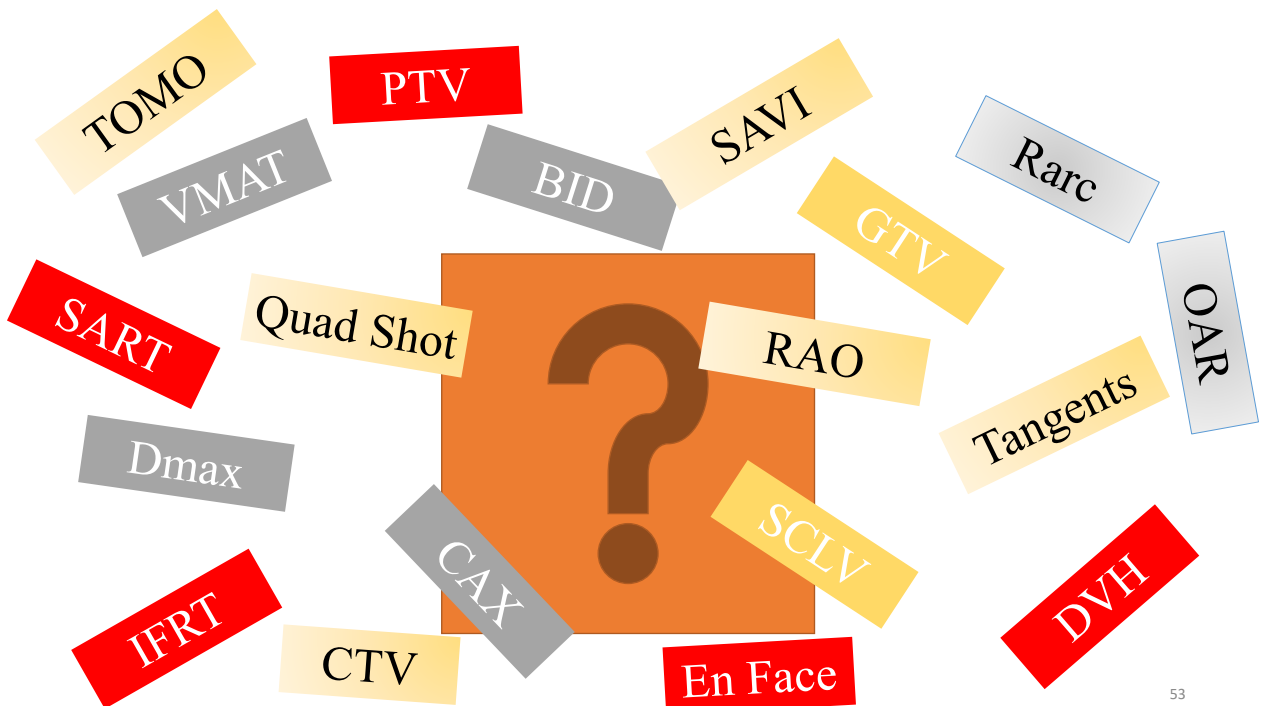 TOMO
PTV
SAVI
VMAT
BID
Rarc
GTV
SART
Quad Shot
RAO
OAR
Tangents
Dmax
CAX
SCLV
DVH
IFRT
CTV
En Face
?
53